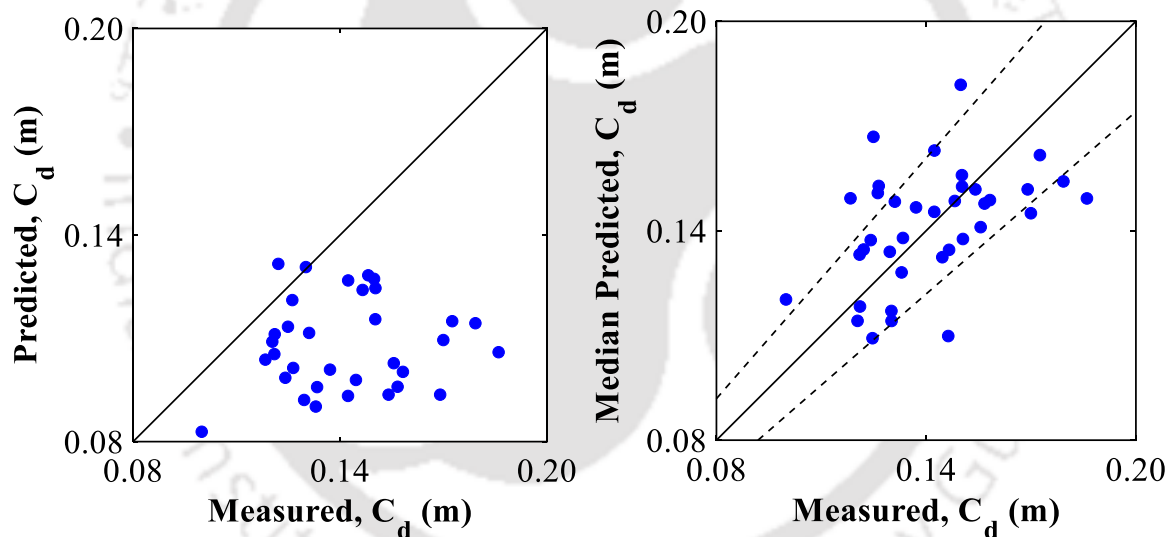 0.20
0.14
0.08
0.08 0.14 0.20
Predicted, C_d (m)
Measured, C_d (m)
0.20
0.14
0.08
0.08 0.14 0.20
Median Predicted, C_d (m)
Measured, C_d (m)